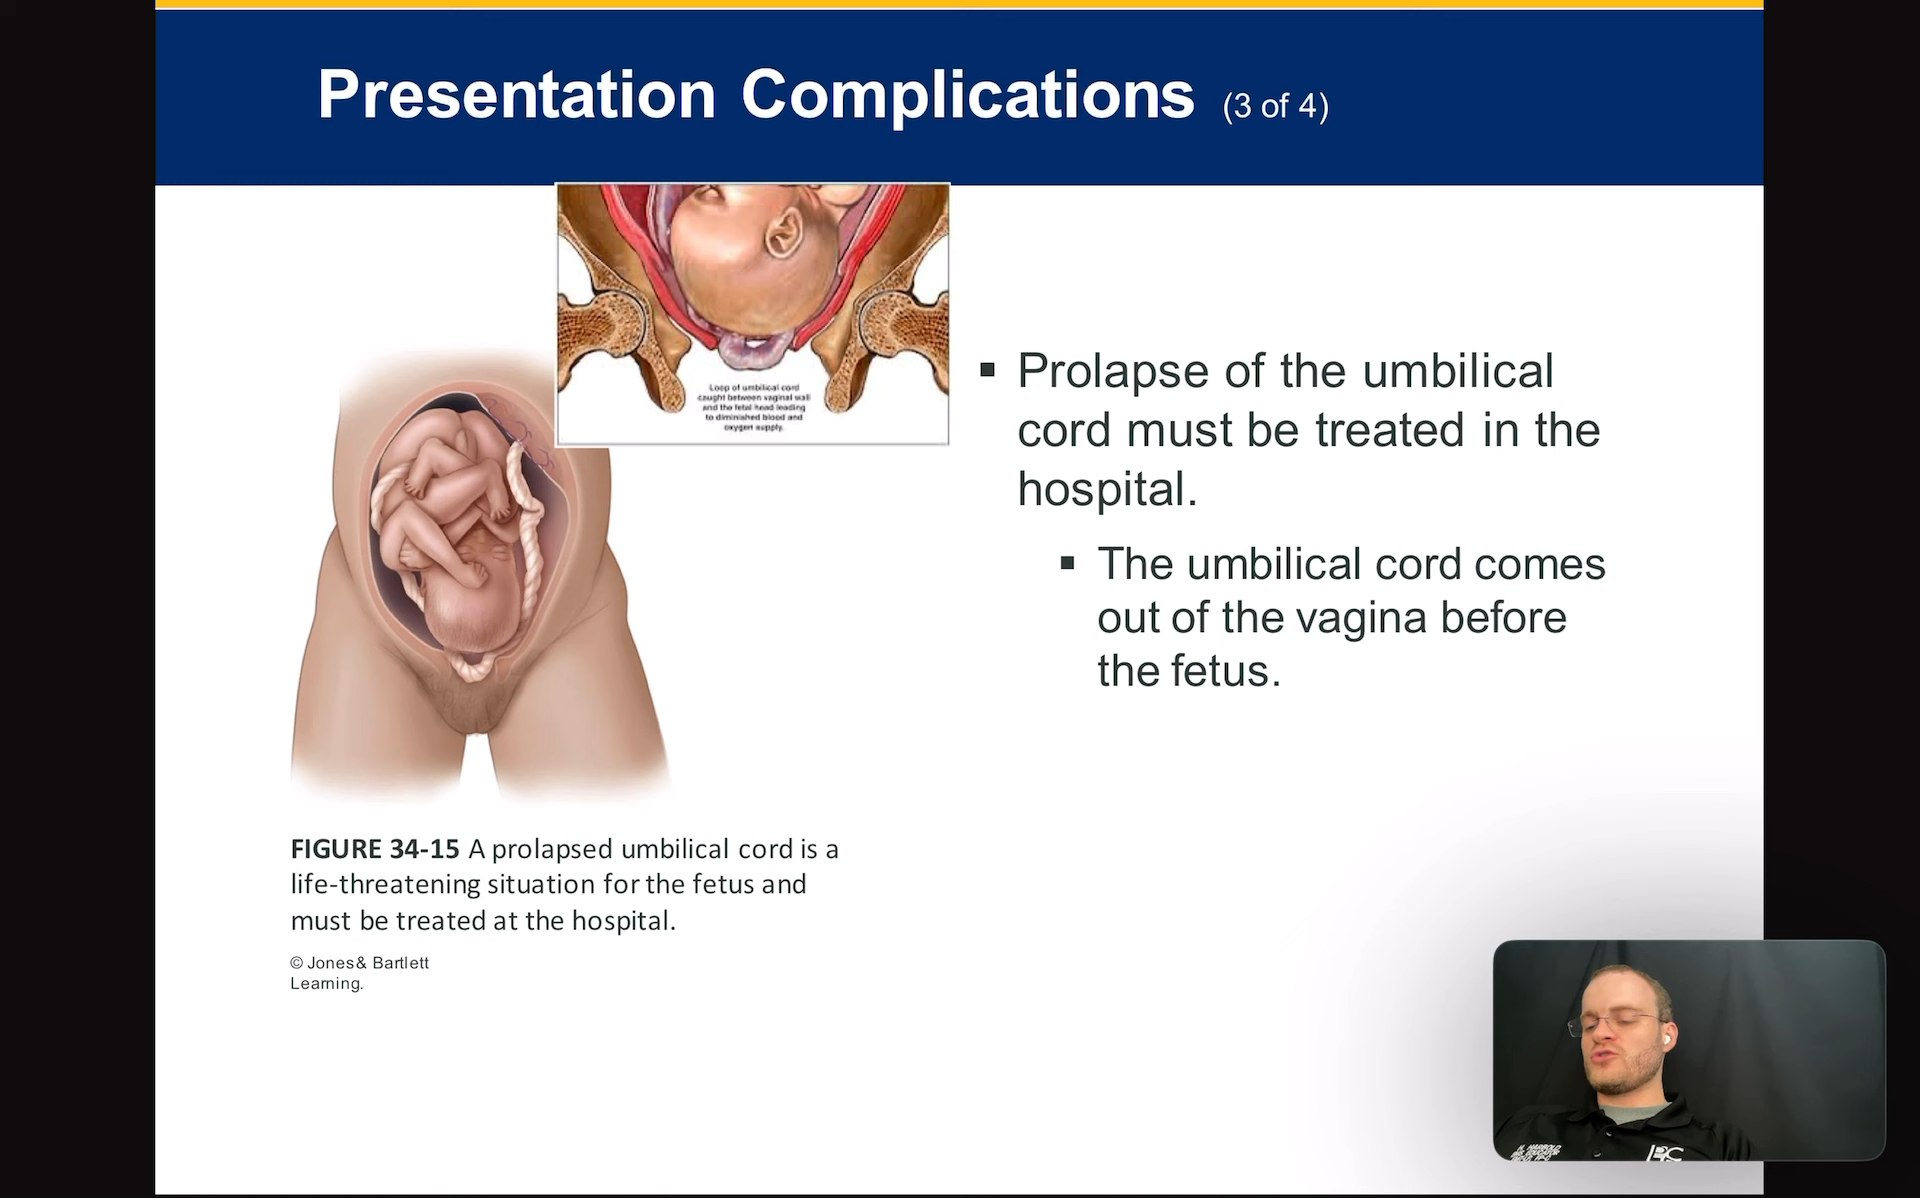 Presentation Complications (3 of 4)
Loop of umbilical cord
caught between vaginal wall
and the fetal head leading
to diminished blood and
oxygen supply.
▪ Prolapse of the umbilical
cord must be treated in the
hospital.
▪ The umbilical cord comes
out of the vagina before
the fetus.
FIGURE 34-15 A prolapsed umbilical cord is a
life-threatening situation for the fetus and
must be treated at the hospital.
© Jones & Bartlett
Learning.